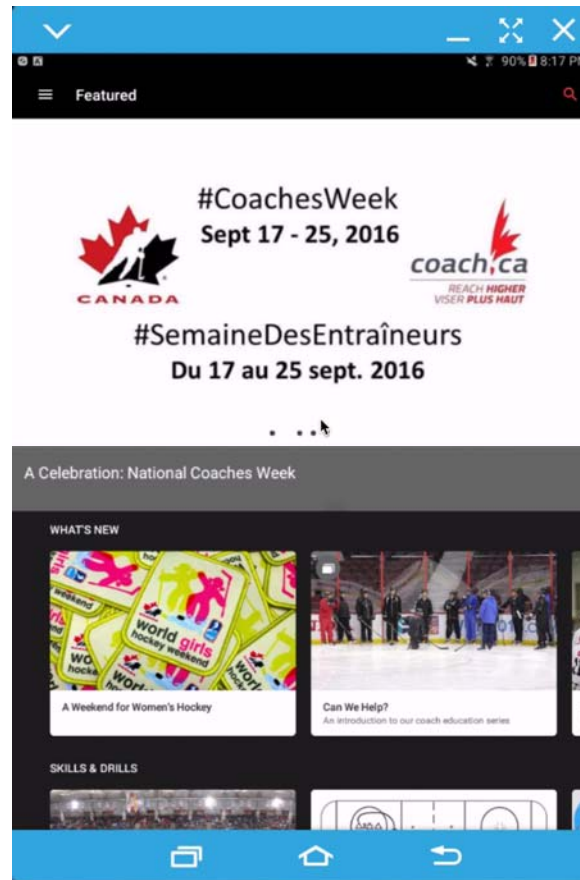 90% 8:17 PM
Featured
#CoachesWeek
Sept 17 - 25, 2016
CANADA
coach.ca
REACH HIGHER
VISER PLUS HAUT
#SemaineDesEntraîneurs
Du 17 au 25 sept. 2016
A Celebration: National Coaches Week
WHAT'S NEW
world girls
hockey weekend
A Weekend for Women's Hockey
Can We Help?
An introduction to our coach education series
SKILLS & DRILLS